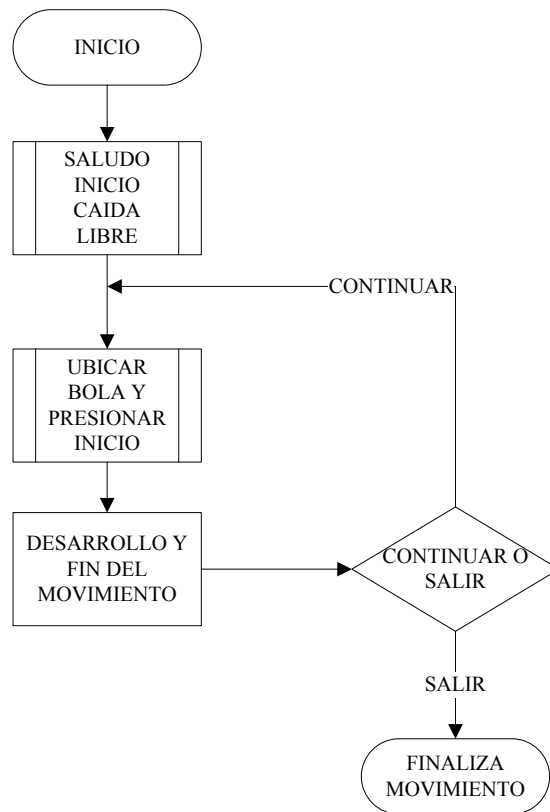 INICIO
SALUDO
INICIO
CAIDA
LIBRE
CONTINUAR
UBICAR
BOLA Y
PRESIONAR
INICIO
DESARROLLO Y
FIN DEL
MOVIMIENTO
CONTINUAR O
SALIR
SALIR
FINALIZA
MOVIMIENTO